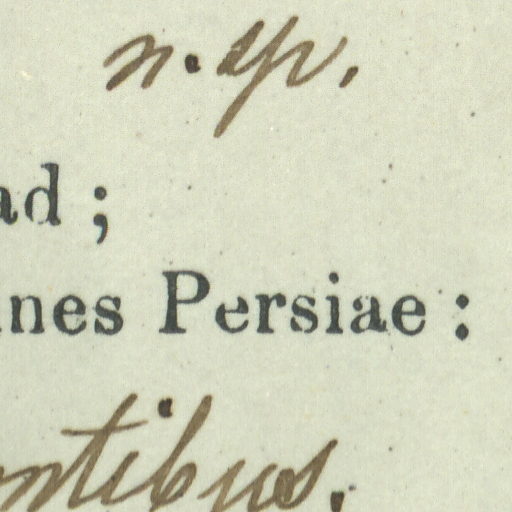 n. sp.
ad ;
nes Persiae :
ntibus.